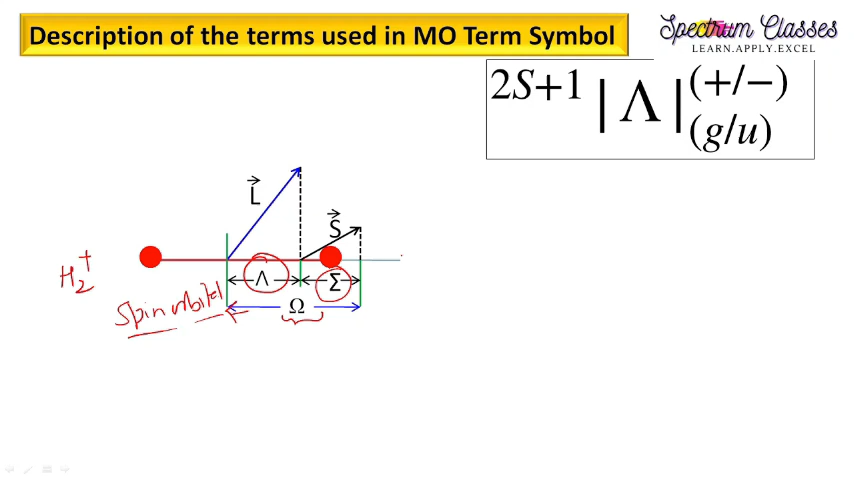 Description of the terms used in MO Term Symbol
Spectrum Classes
LEARN.APPLY.EXCEL
2S+1 |Λ| (+/−)
(g/u)
L
S
H₂⁺
Λ Σ
Spin orbital
Ω